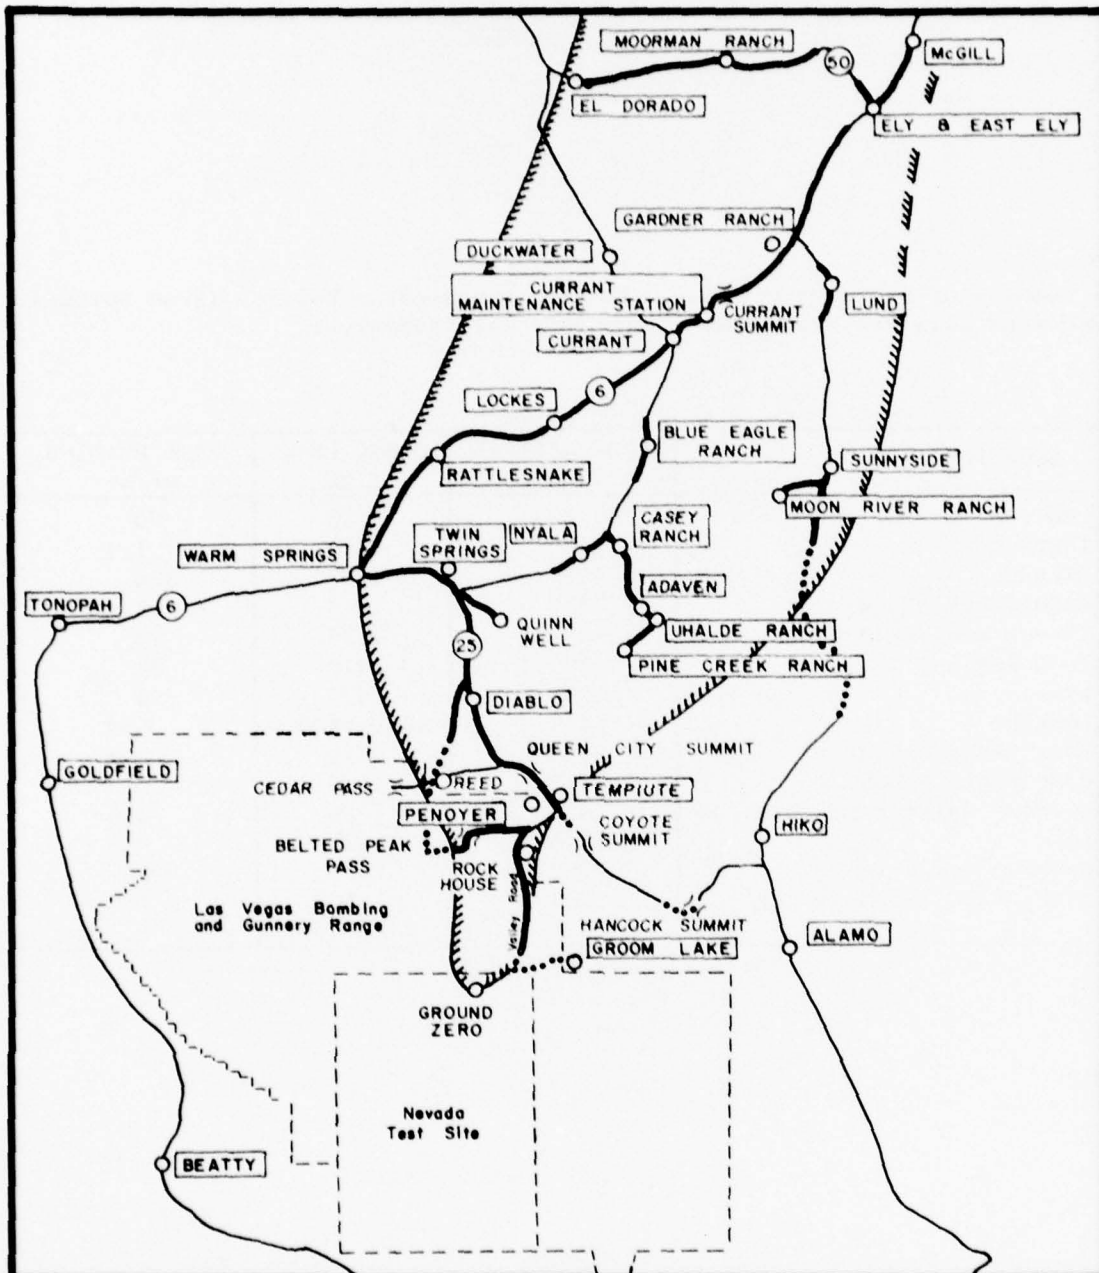 MOORMAN RANCH
50
McGILL
EL DORADO
ELY & EAST ELY
GARDNER RANCH
DUCKWATER
CURRANT
MAINTENANCE STATION
LUND
CURRANT
SUMMIT
CURRANT
6
LOCKES
BLUE EAGLE
RANCH
SUNNYSIDE
RATTLESNAKE
MOON RIVER RANCH
CASEY
RANCH
TWIN
SPRINGS
NYALA
WARM SPRINGS
ADAVEN
TONOPAH
6
QUINN
WELL
UHALDE RANCH
25
PINE CREEK RANCH
DIABLO
QUEEN CITY SUMMIT
GOLDFIELD
CEDAR PASS
REED
TEMPIUTE
PENOYER
COYOTE
SUMMIT
HIKO
BELTED PEAK
PASS
ROCK
HOUSE
Valley Road
Las Vegas Bombing
and Gunnery Range
HANCOCK SUMMIT
ALAMO
GROOM LAKE
GROUND
ZERO
Nevada
Test Site
BEATTY